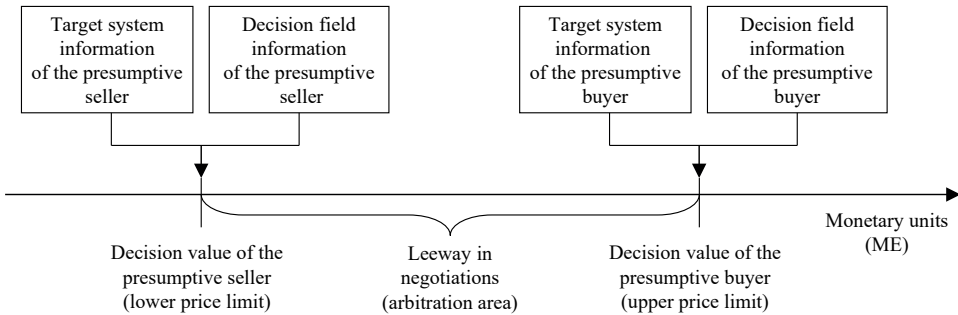 Target system
information
of the presumptive
seller
Decision field
information
of the presumptive
seller
Target system
information
of the presumptive
buyer
Decision field
information
of the presumptive
buyer
Monetary units
(ME)
Decision value of the
presumptive seller
(lower price limit)
Leeway in
negotiations
(arbitration area)
Decision value of the
presumptive buyer
(upper price limit)